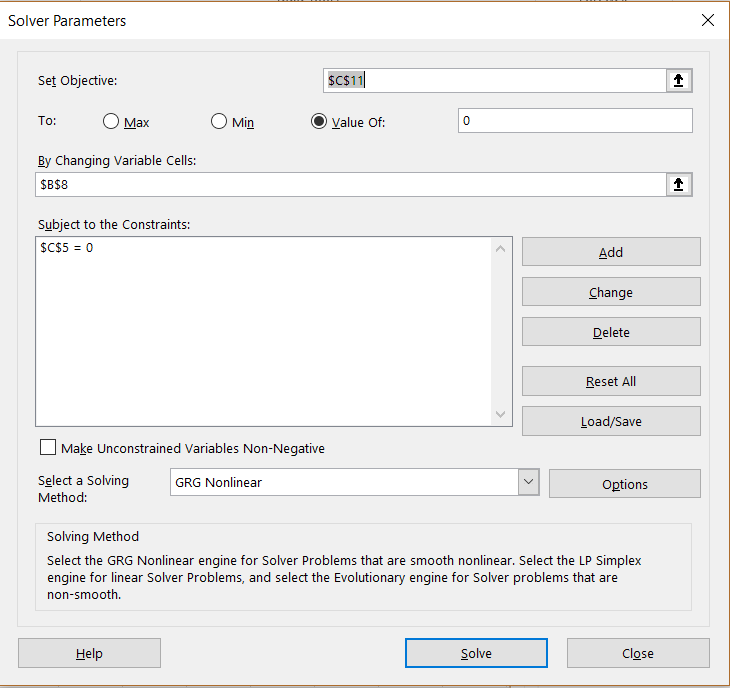 Solver Parameters
Set Objective:
$C$11
To:
Max
Min
Value Of:
0
By Changing Variable Cells:
$B$8
Subject to the Constraints:
$C$5 = 0
Add
Change
Delete
Reset All
Load/Save
Make Unconstrained Variables Non-Negative
Select a Solving
Method:
GRG Nonlinear
Options
Solving Method
Select the GRG Nonlinear engine for Solver Problems that are smooth nonlinear. Select the LP Simplex
engine for linear Solver Problems, and select the Evolutionary engine for Solver problems that are
non-smooth.
Help
Solve
Close